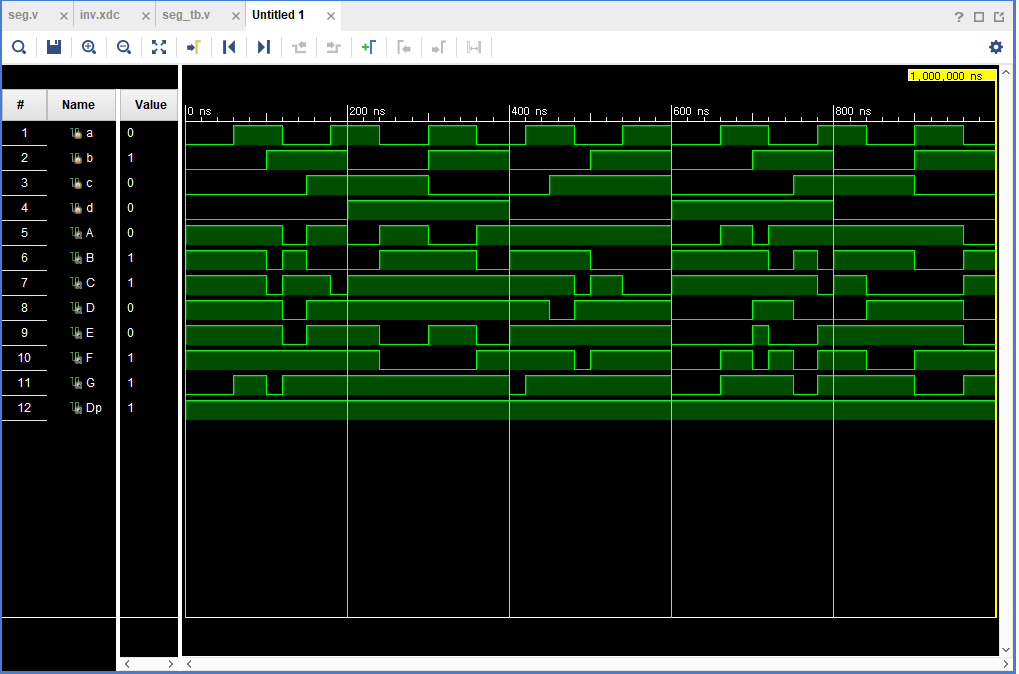 seg.v × inv.xdc × seg_tb.v × Untitled 1 ×
?
1,000,000 ns
# Name Value
0 ns 200 ns 400 ns 600 ns 800 ns
1 a 0
2 b 1
3 c 0
4 d 0
5 A 0
6 B 1
7 C 1
8 D 0
9 E 0
10 F 1
11 G 1
12 Dp 1